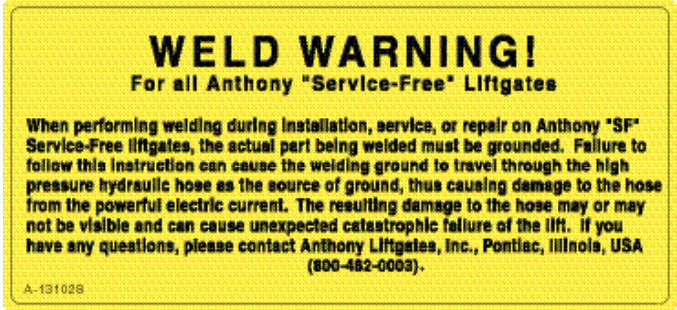 WELD WARNING!
For all Anthony "Service-Free" Liftgates
When performing welding during installation, service, or repair on Anthony "SF"
Service-Free liftgates, the actual part being welded must be grounded. Failure to
follow this instruction can cause the welding ground to travel through the high
pressure hydraulic hose as the source of ground, thus causing damage to the hose
from the powerful electric current. The resulting damage to the hose may or may
not be visible and can cause unexpected catastrophic failure of the lift. If you
have any questions, please contact Anthony Liftgates, Inc., Pontiac, Illinois, USA
(800-482-0003).
A-131028